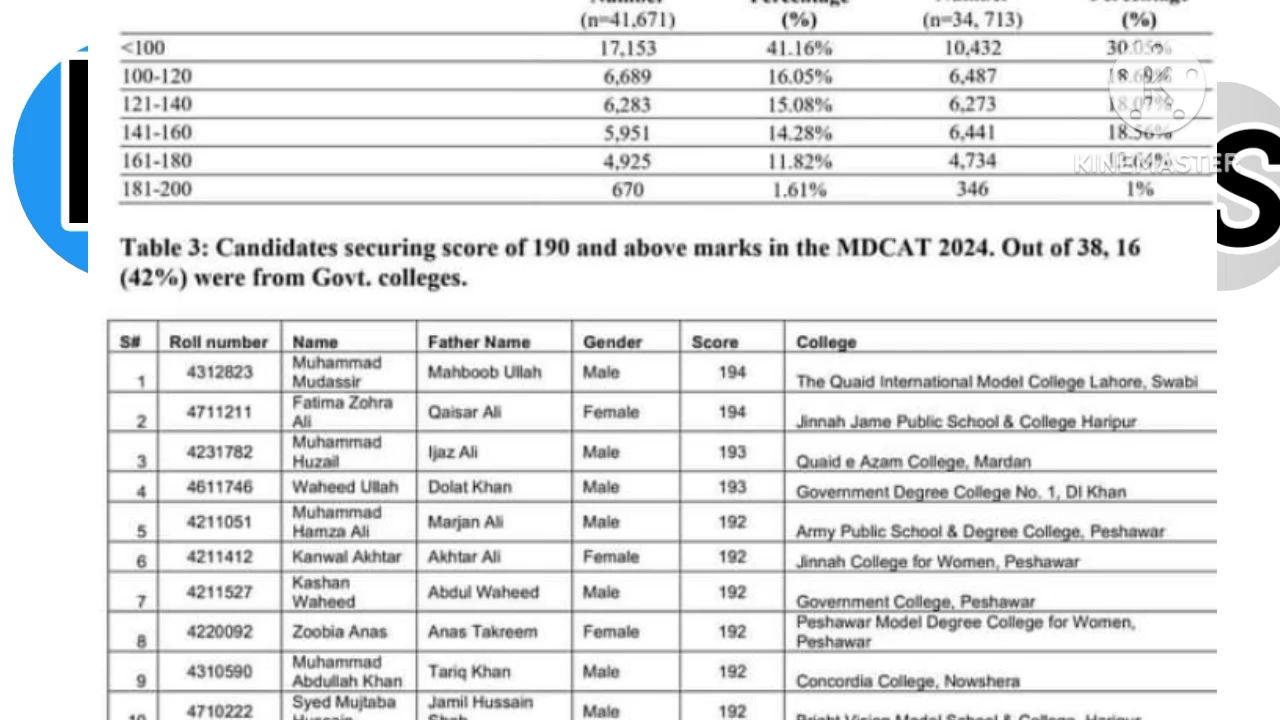 (n=41,671) (%) (n=34, 713) (%)
<100 17,153 41.16% 10,432 30.05%
100-120 6,689 16.05% 6,487
121-140 6,283 15.08% 6,273 18.07%
141-160 5,951 14.28% 6,441 18.56%
161-180 4,925 11.82% 4,734
KINEMASTER
181-200 670 1.61% 346 1%
S
Table 3: Candidates securing score of 190 and above marks in the MDCAT 2024. Out of 38, 16
(42%) were from Govt. colleges.
S# Roll number Name Father Name Gender Score College
1 4312823 Muhammad Mudassir Mahboob Ullah Male 194 The Quaid International Model College Lahore, Swabi
2 4711211 Fatima Zohra Ali Qaisar Ali Female 194 Jinnah Jame Public School & College Haripur
3 4231782 Muhammad Huzail Ijaz Ali Male 193 Quaid e Azam College, Mardan
4 4611746 Waheed Ullah Dolat Khan Male 193 Government Degree College No. 1, DI Khan
5 4211051 Muhammad Hamza Ali Marjan Ali Male 192 Army Public School & Degree College, Peshawar
6 4211412 Kanwal Akhtar Akhtar Ali Female 192 Jinnah College for Women, Peshawar
7 4211527 Kashan Waheed Abdul Waheed Male 192 Government College, Peshawar
8 4220092 Zoobia Anas Anas Takreem Female 192 Peshawar Model Degree College for Women, Peshawar
9 4310590 Muhammad Abdullah Khan Tariq Khan Male 192 Concordia College, Nowshera
4710222 Syed Mujtaba Jamil Hussain Male 192